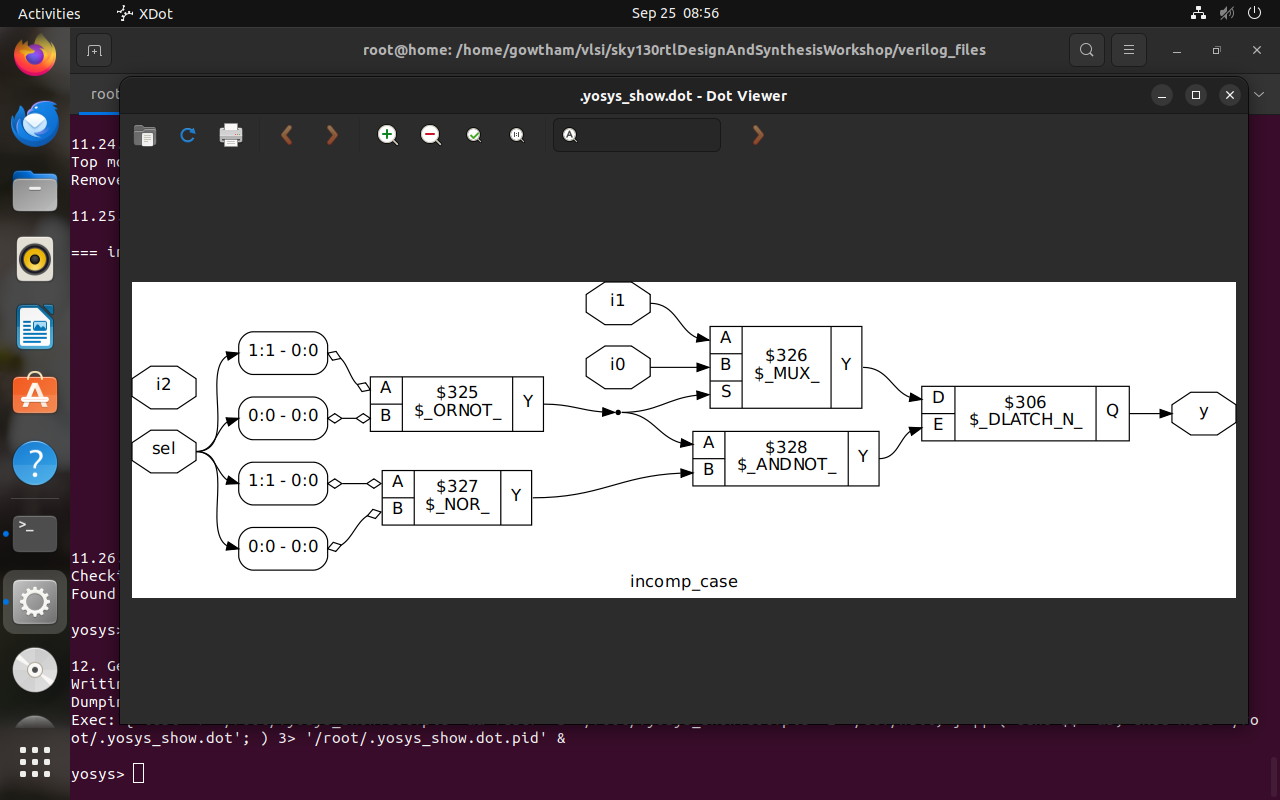 Activities XDot Sep 25 08:56
root@home: /home/gowtham/vlsi/sky130rtlDesignAndSynthesisWorkshop/verilog_files
root
.yosys_show.dot - Dot Viewer
11.24
Top mo
Remove
11.25
=== in
11.26
Checki
Found
yosys>
12. Ge
Writin
Dumpin
Exec:
ot/.yosys_show.dot'; ) 3> '/root/.yosys_show.dot.pid' &
yosys>
i2
sel
1:1 - 0:0
0:0 - 0:0
1:1 - 0:0
0:0 - 0:0
A
B
$325
$_ORNOT_
Y
A
B
$327
$_NOR_
Y
i1
i0
A
B
S
$326
$_MUX_
Y
A
B
$328
$_ANDNOT_
Y
D
E
$306
$_DLATCH_N_
Q
y
incomp_case